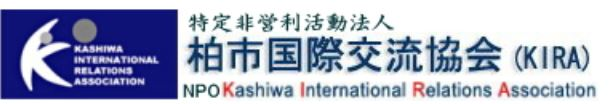 KASHIWA
INTERNATIONAL
RELATIONS
ASSOCIATION
特定非営利活動法人
柏市国際交流協会 (KIRA)
NPO Kashiwa International Relations Association